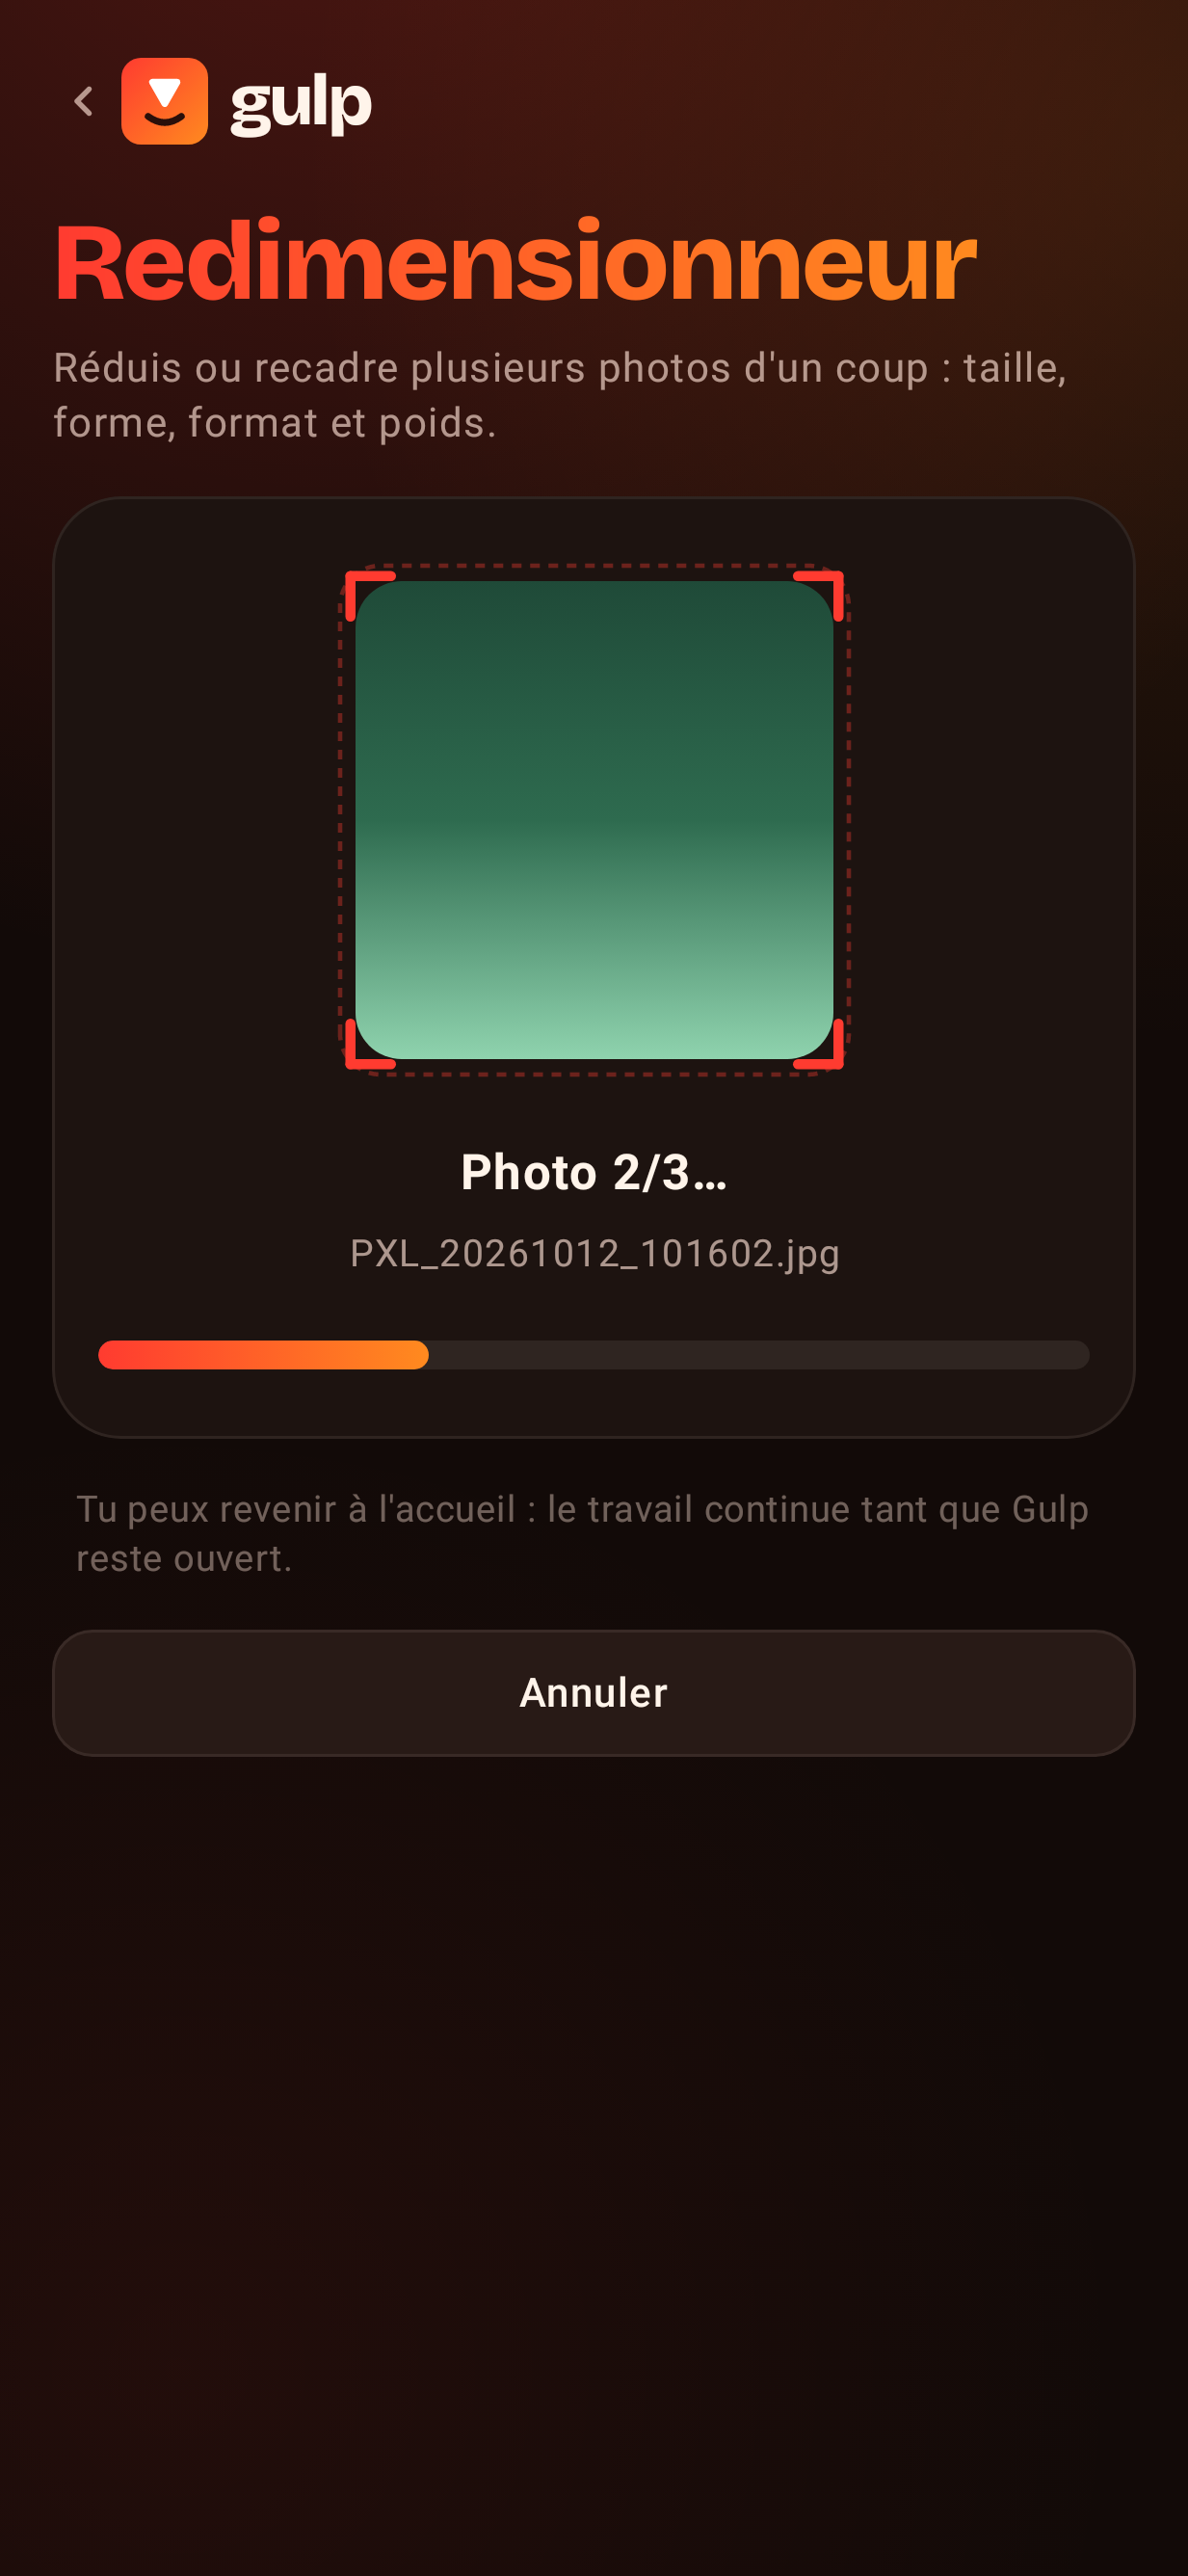 gulp
Redimensionneur
Réduis ou recadre plusieurs photos d'un coup : taille,
forme, format et poids.
Photo 2/3…
PXL_20261012_101602.jpg
Tu peux revenir à l'accueil : le travail continue tant que Gulp
reste ouvert.
Annuler